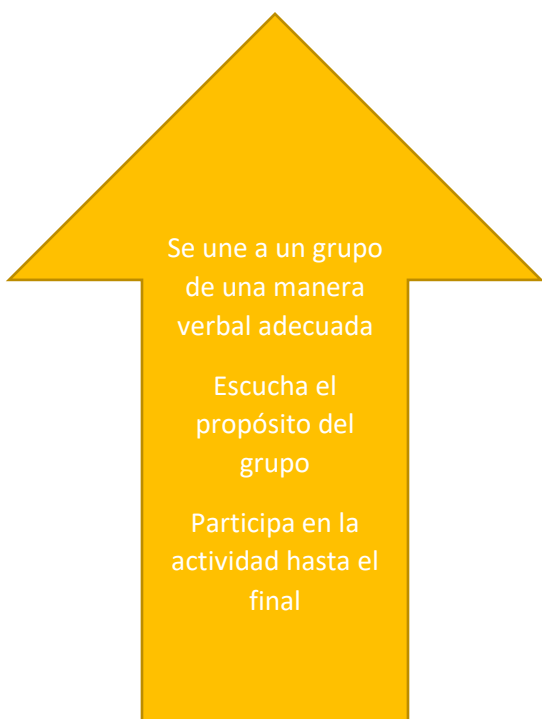 Se une a un grupo
de una manera
verbal adecuada
Escucha el
propósito del
grupo
Participa en la
actividad hasta el
final